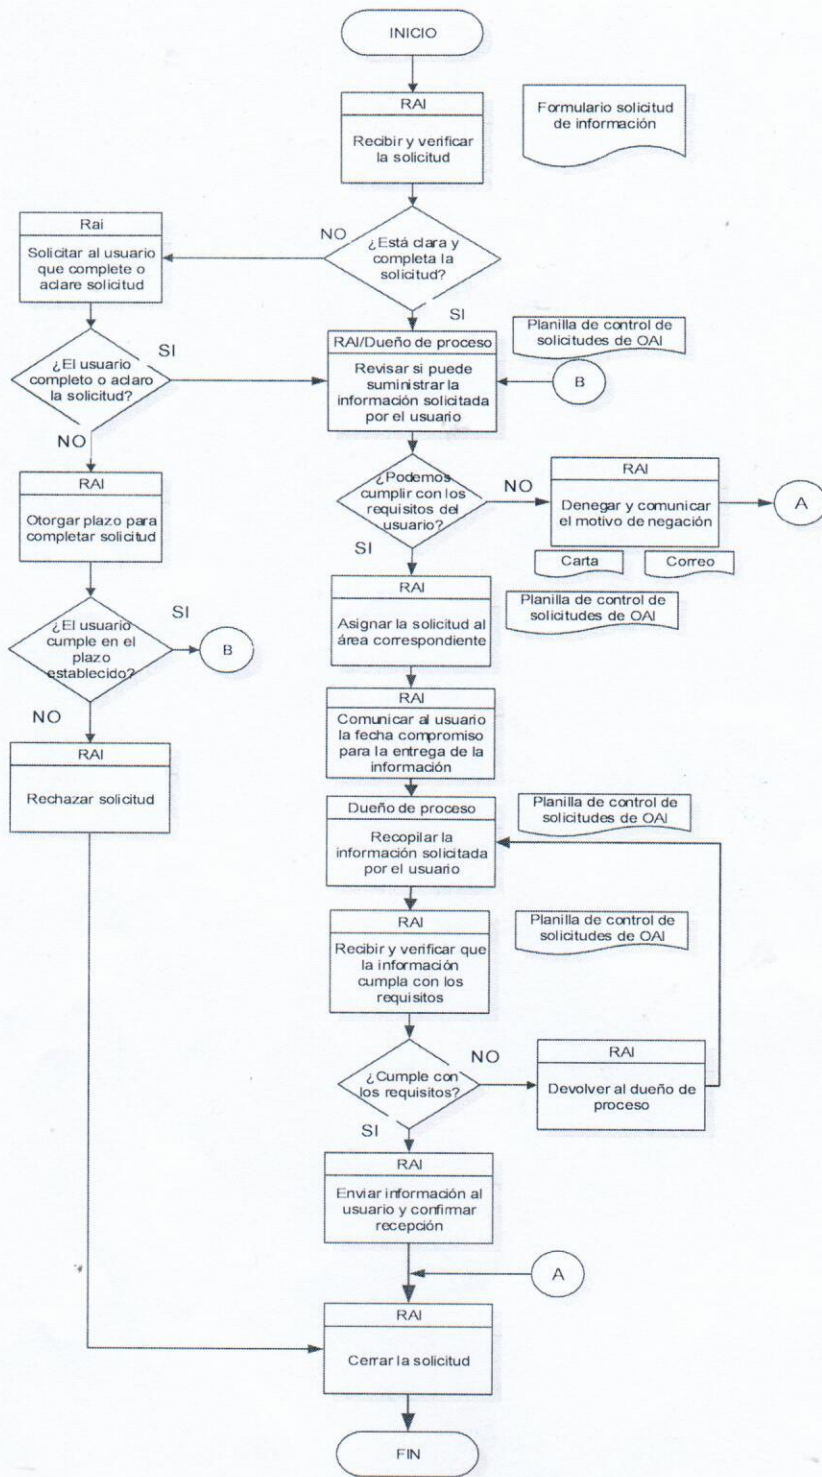 INICIO
RAI
Recibir y verificar
la solicitud
Formulario solicitud
de información
¿Está clara y
completa la
solicitud?
NO
SI
Rai
Solicitar al usuario
que complete o
aclare solicitud
¿El usuario
completo o aclaro
la solicitud?
SI
NO
RAI/Dueño de proceso
Revisar si puede
suministrar la
información solicitada
por el usuario
Planilla de control de
solicitudes de OAI
B
RAI
Otorgar plazo para
completar solicitud
¿Podemos
cumplir con los
requisitos del
usuario?
NO
SI
RAI
Denegar y comunicar
el motivo de negación
A
Carta
Correo
¿El usuario
cumple en el
plazo
establecido?
SI
B
NO
RAI
Asignar la solicitud al
área correspondiente
Planilla de control de
solicitudes de OAI
RAI
Rechazar solicitud
RAI
Comunicar al usuario
la fecha compromiso
para la entrega de la
información
Dueño de proceso
Recopilar la
información solicitada
por el usuario
Planilla de control de
solicitudes de OAI
RAI
Recibir y verificar que
la información
cumpla con los
requisitos
Planilla de control de
solicitudes de OAI
¿Cumple con
los requisitos?
NO
SI
RAI
Devolver al dueño de
proceso
RAI
Enviar información al
usuario y confirmar
recepción
A
RAI
Cerrar la solicitud
FIN